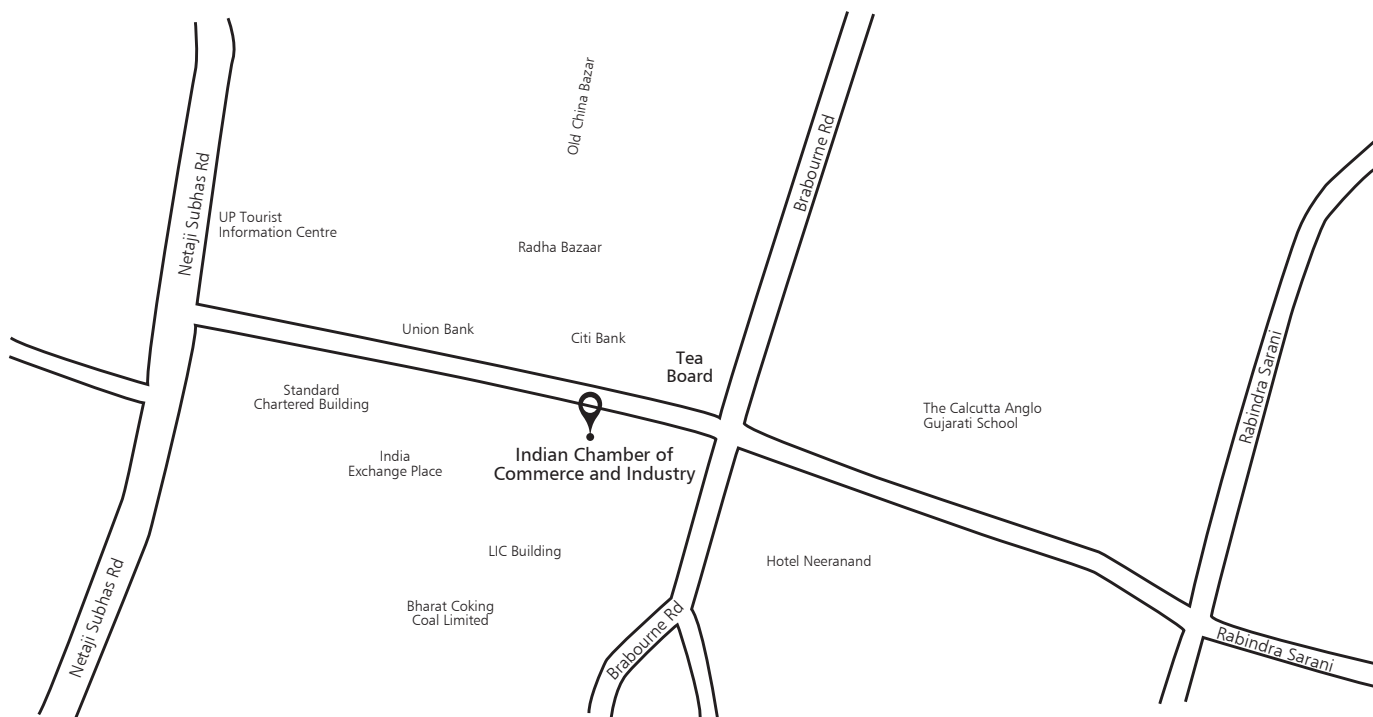 Old China Bazar
Brabourne Rd
Netaji Subhas Rd
UP Tourist
Information Centre
Radha Bazaar
Union Bank
Citi Bank
Tea
Board
Rabindra Sarani
Standard
Chartered Building
The Calcutta Anglo
Gujarati School
India
Exchange Place
Indian Chamber of
Commerce and Industry
LIC Building
Hotel Neeranand
Bharat Coking
Coal Limited
Netaji Subhas Rd
Brabourne Rd
Rabindra Sarani